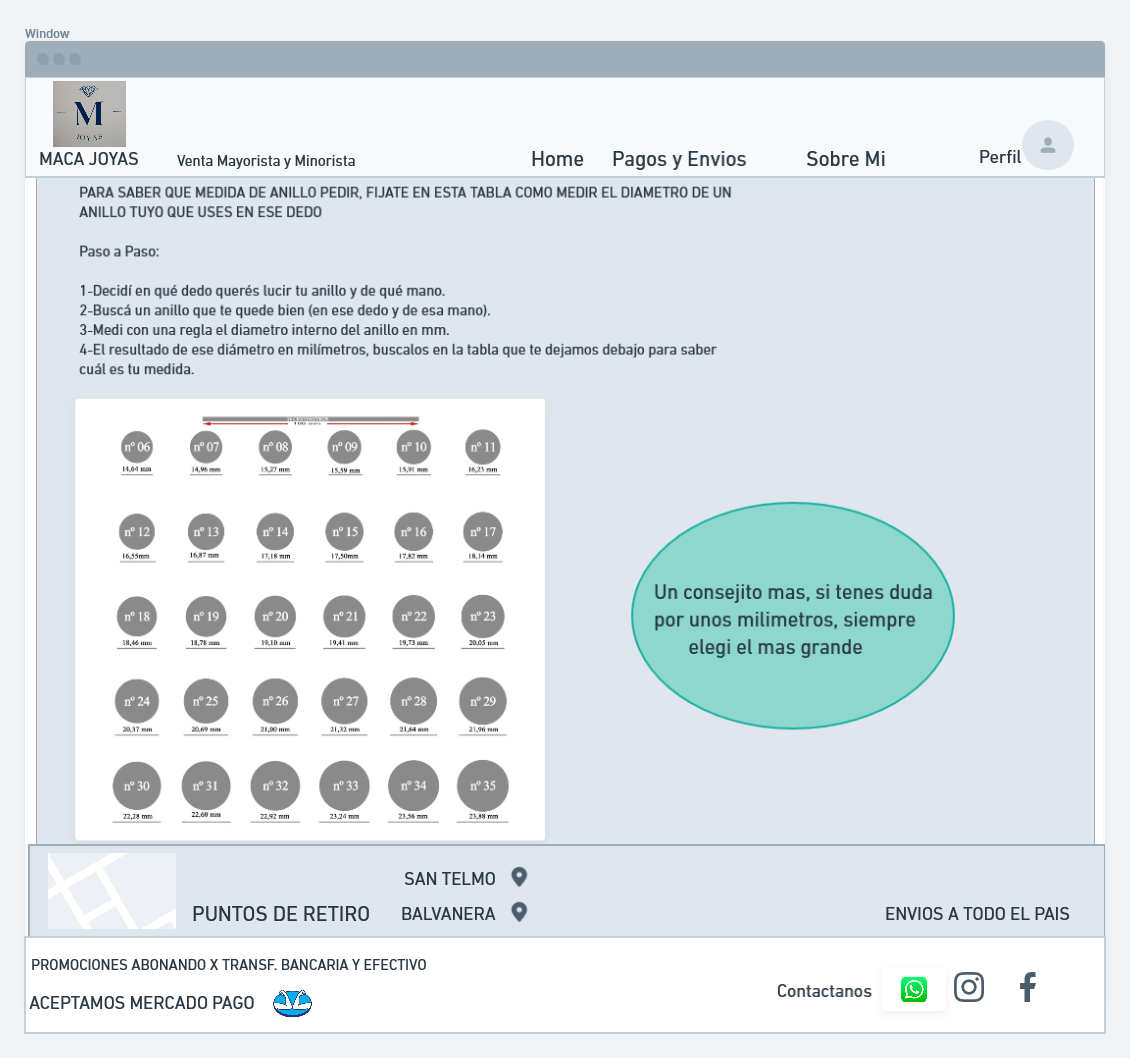 Window
M
JOYAS
MACA JOYAS
Venta Mayorista y Minorista
Home
Pagos y Envios
Sobre Mi
Perfil
PARA SABER QUE MEDIDA DE ANILLO PEDIR, FIJATE EN ESTA TABLA COMO MEDIR EL DIAMETRO DE UN
ANILLO TUYO QUE USES EN ESE DEDO
Paso a Paso:
1-Decidí en qué dedo querés lucir tu anillo y de qué mano.
2-Buscá un anillo que te quede bien (en ese dedo y de esa mano).
3-Medi con una regla el diametro interno del anillo en mm.
4-El resultado de ese diámetro en milímetros, buscalos en la tabla que te dejamos debajo para saber
cuál es tu medida.
100 mm
nº 06 nº 07 nº 08 nº 09 nº 10 nº 11
14,64 mm 14,96 mm 15,27 mm 15,59 mm 15,91 mm 16,23 mm
nº 12 nº 13 nº 14 nº 15 nº 16 nº 17
16,55mm 16,87 mm 17,18 mm 17,50mm 17,82 mm 18,14 mm
nº 18 nº 19 nº 20 nº 21 nº 22 nº 23
18,46 mm 18,78 mm 19,10 mm 19,41 mm 19,73 mm 20,05 mm
nº 24 nº 25 nº 26 nº 27 nº 28 nº 29
20,37 mm 20,69 mm 21,00 mm 21,32 mm 21,64 mm 21,96 mm
nº 30 nº 31 nº 32 nº 33 nº 34 nº 35
22,28 mm 22,60 mm 22,92 mm 23,24 mm 23,56 mm 23,88 mm
Un consejito mas, si tenes duda
por unos milimetros, siempre
elegi el mas grande
SAN TELMO
PUNTOS DE RETIRO
BALVANERA
ENVIOS A TODO EL PAIS
PROMOCIONES ABONANDO X TRANSF. BANCARIA Y EFECTIVO
ACEPTAMOS MERCADO PAGO
Contactanos